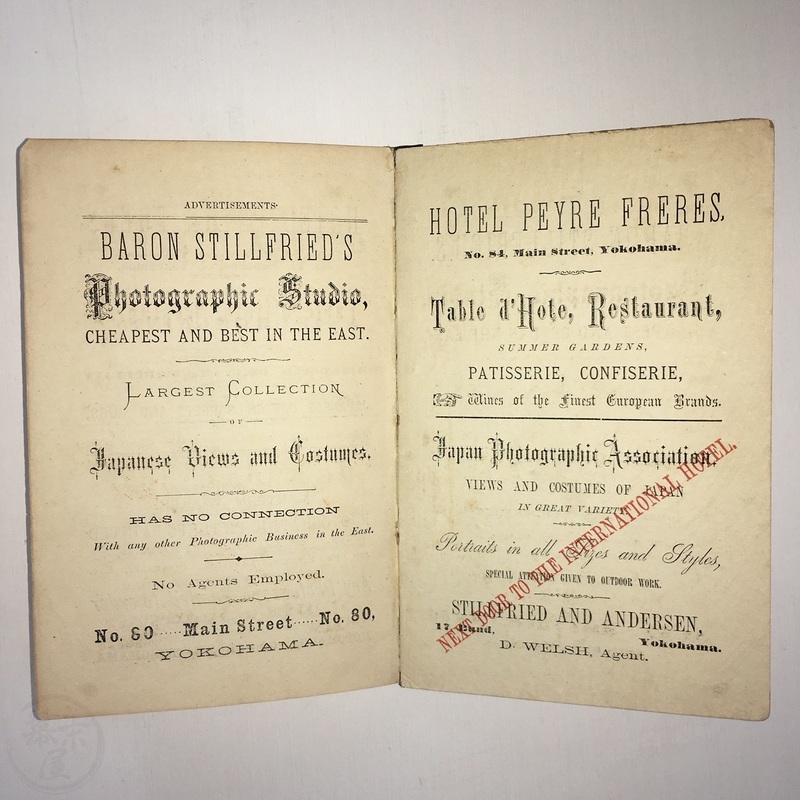 ADVERTISEMENTS.
BARON STILLFRIED'S
Photographic Studio,
CHEAPEST AND BEST IN THE EAST.
LARGEST COLLECTION
OF
Japanese Views and Costumes.
HAS NO CONNECTION
With any other Photographic Business in the East.
No Agents Employed.
No. 80.....Main Street.....No. 80,
YOKOHAMA.
HOTEL PEYRE FRERES.
No. 84, Main Street, Yokohama.
Table d'Hote, Restaurant,
SUMMER GARDENS,
PATISSERIE, CONFISERIE,
Wines of the Finest European Brands.
Japan Photographic Association,
VIEWS AND COSTUMES OF JAPAN
IN GREAT VARIETY.
Portraits in all Sizes and Styles,
SPECIAL ATTENTION GIVEN TO OUTDOOR WORK.
STILLFRIED AND ANDERSEN,
17, Bund, Yokohama.
D. WELSH, Agent.
NEXT DOOR TO THE INTERNATIONAL HOTEL.